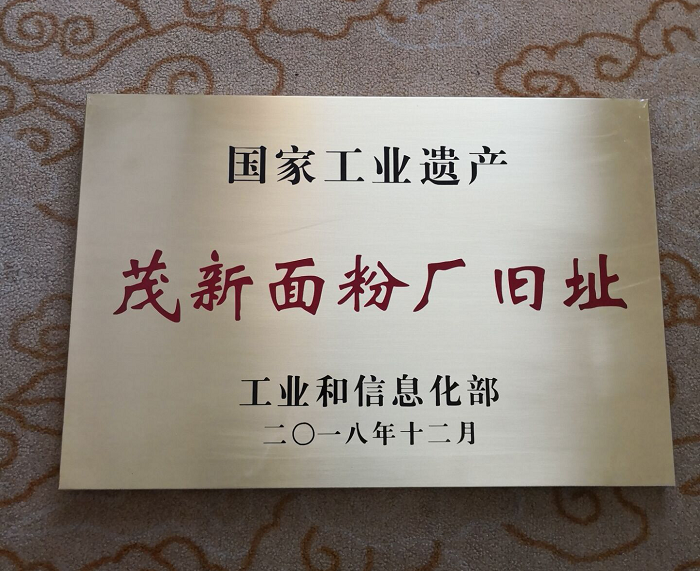 国家工业遗产
茂新面粉厂旧址
工业和信息化部
二〇一八年十二月